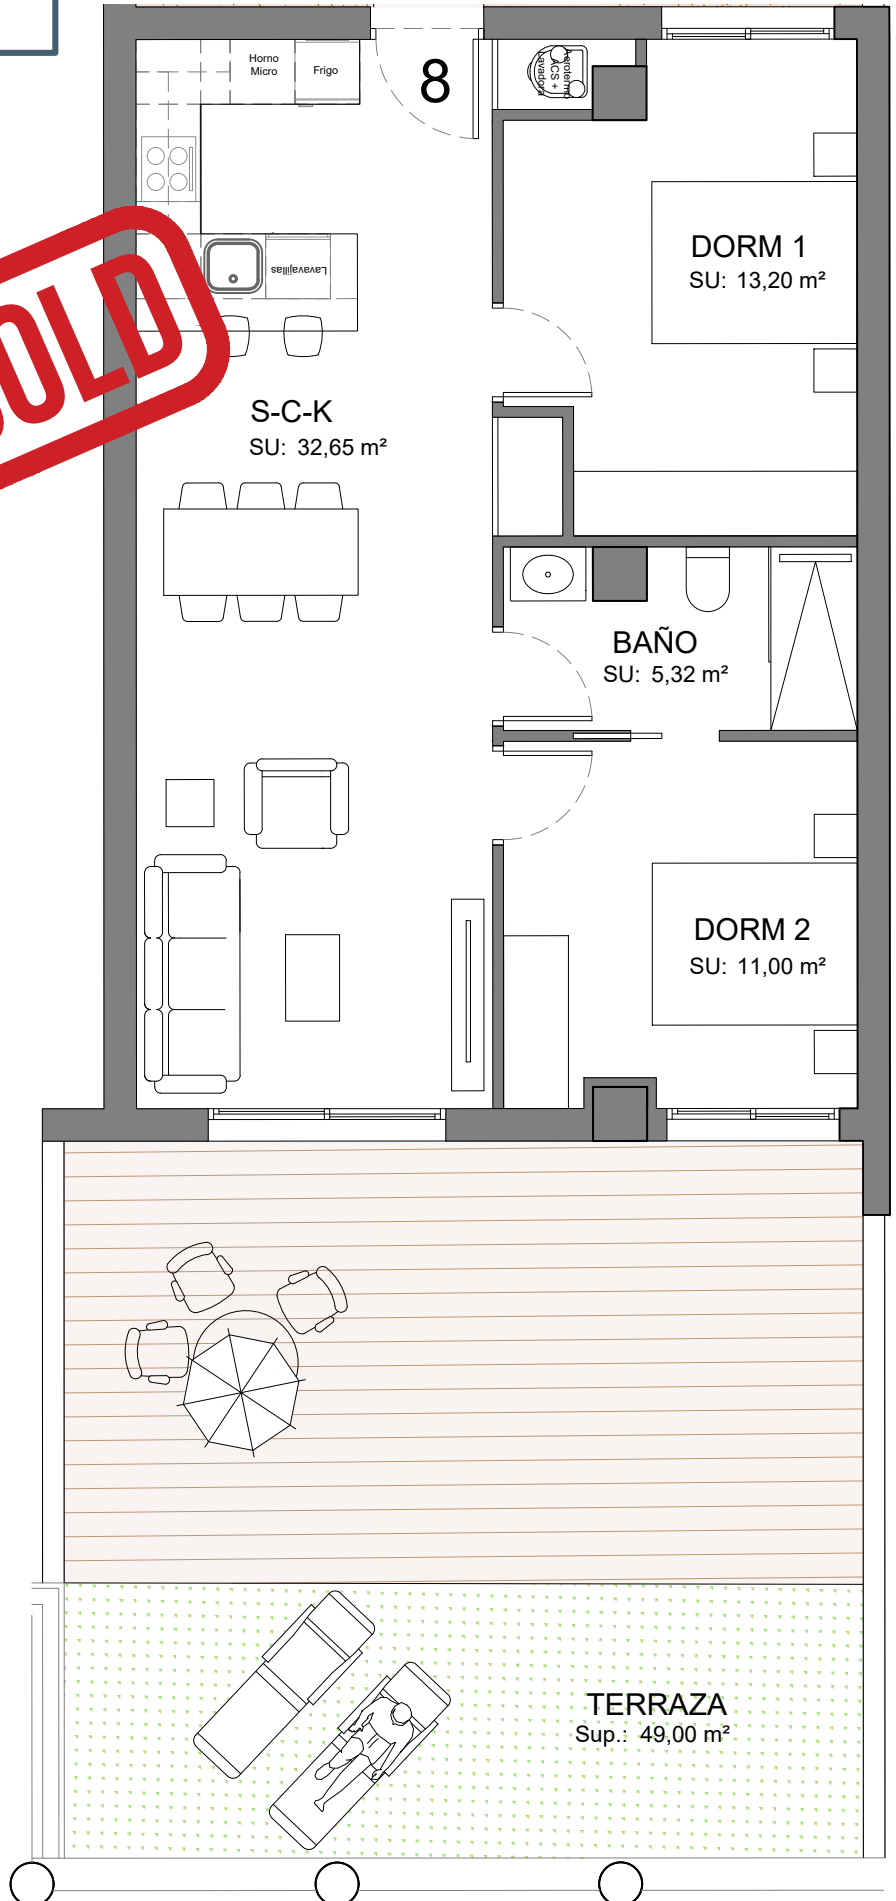 Horno
Micro
Frigo
8
Aerotermo
ACS +
Lavadora
DORM 1
SU: 13,20 m²
Lavavajillas
OLD
S-C-K
SU: 32,65 m²
BAÑO
SU: 5,32 m²
DORM 2
SU: 11,00 m²
TERRAZA
Sup.: 49,00 m²